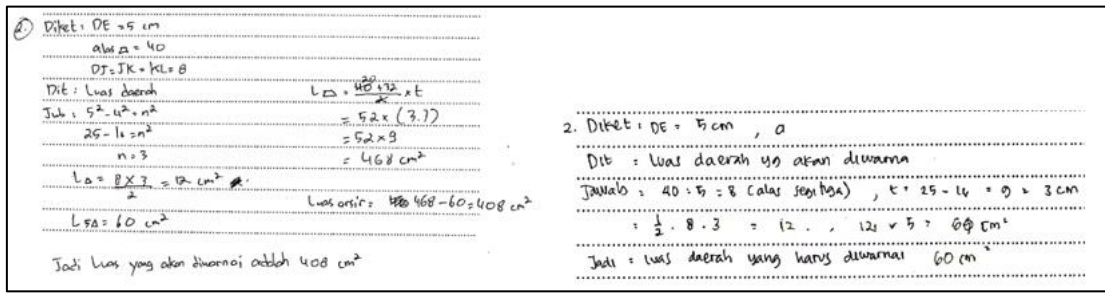 2. Diket : DE = 5 cm
alas △ = 40
DJ = JK = KL = 8
Dit : Luas daerah
Jwb : 5² - 4² = n²
25 - 16 = n²
n = 3
L△ = 8 × 3 / 2 = 12 cm²
L 5△ = 60 cm²
L = 40 + 32 / 2 × t
= 52 × (3.3)
= 52 × 9
= 468 cm²
Luas arsir = 468 - 60 = 408 cm²
Jadi luas yang akan diwarnai adalah 408 cm²
2. Diket : DE = 5 cm , a
Dit : luas daerah yg akan diwarna
Jawab : 40 : 5 = 8 (alas segitiga) , t = 25 - 16 = 9 = 3 cm
= 1/2 . 8 . 3 = 12 . , 12 × 5 = 60 cm²
Jadi : luas daerah yang harus diwarnai 60 cm²